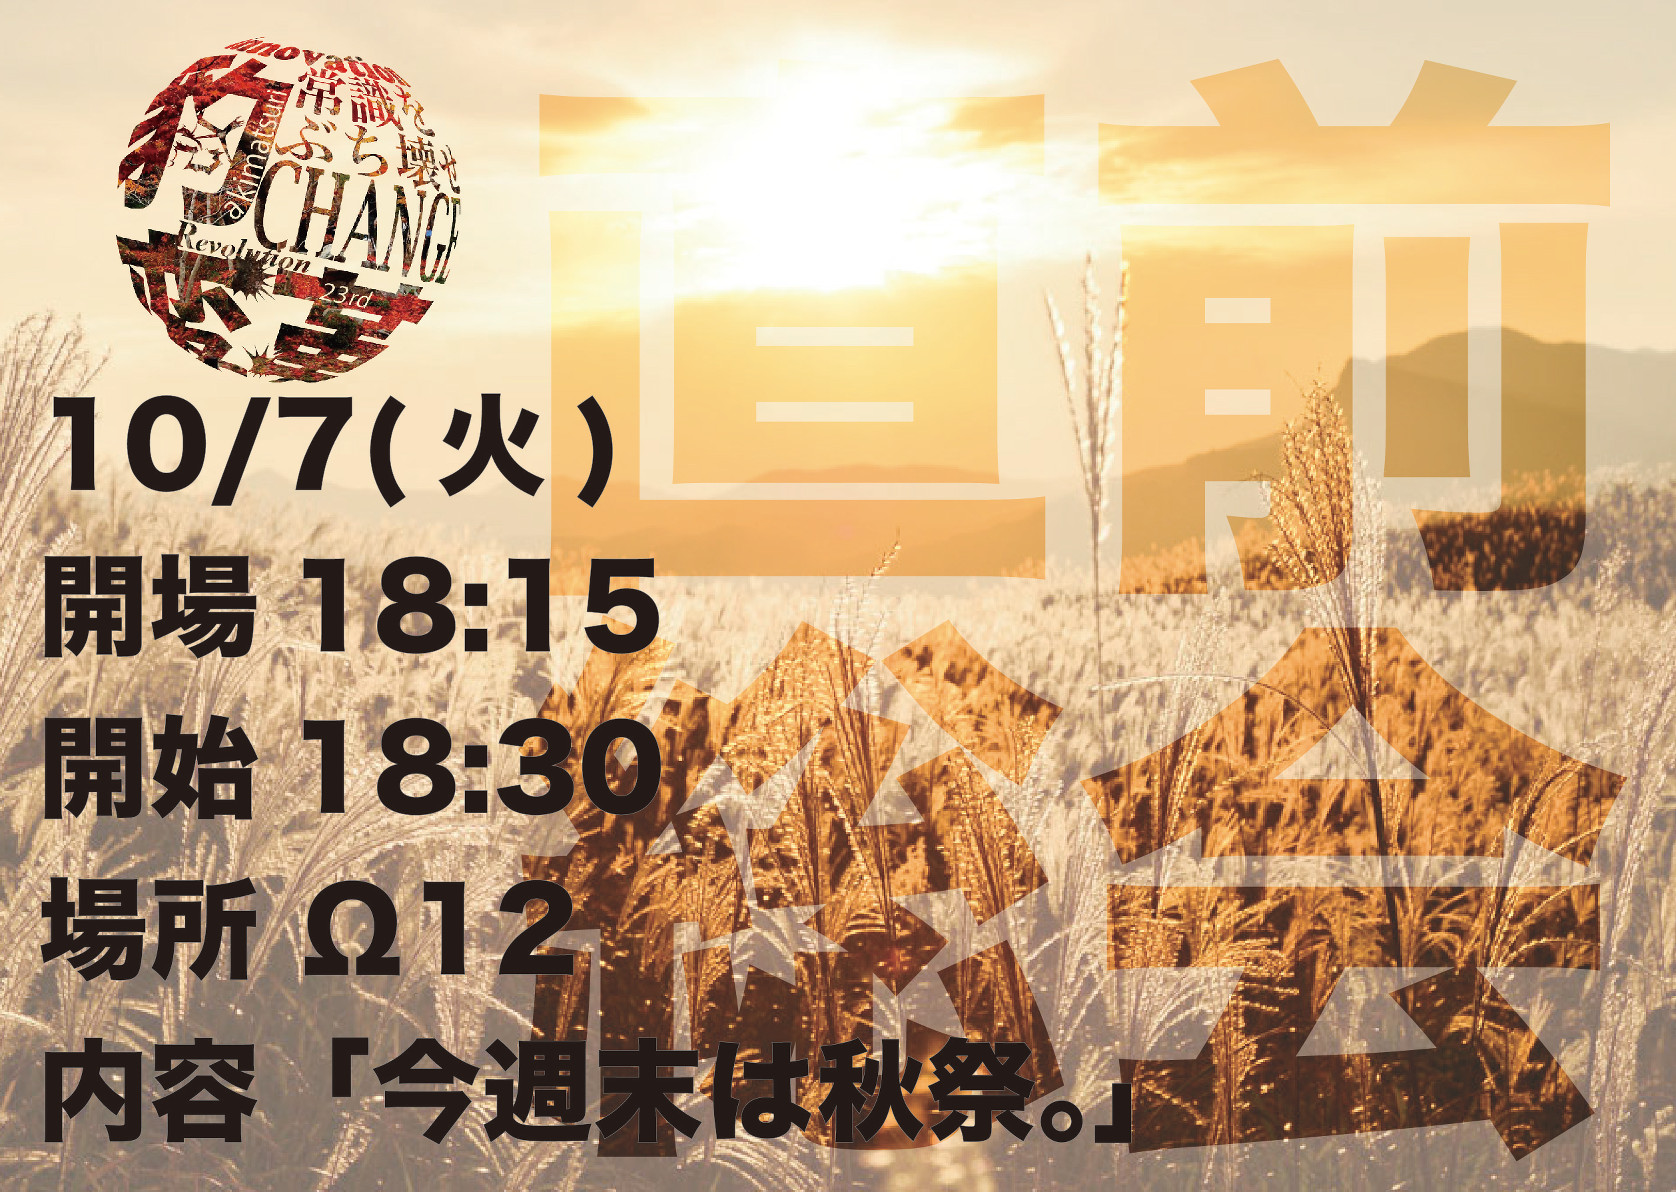 innovation
常識を
ぶち壊せ
akimatsuri
CHANGE
Revolution
23rd
直前
総会
10/7(火)
開場 18:15
開始 18:30
場所 Ω12
内容「今週末は秋祭。」